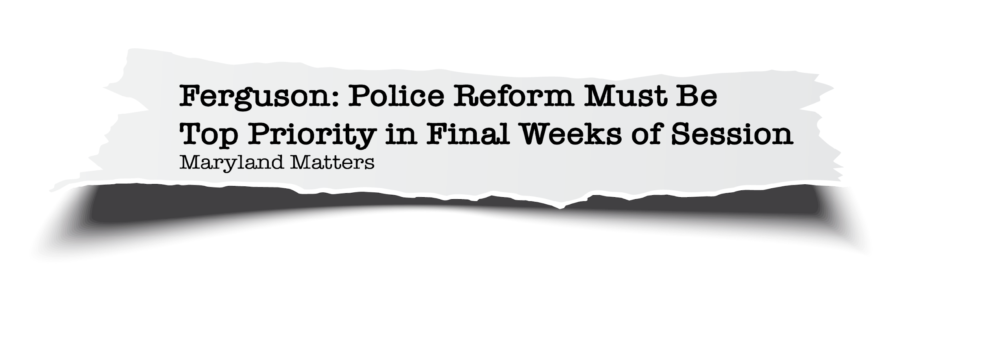 Ferguson: Police Reform Must Be
Top Priority in Final Weeks of Session
Maryland Matters